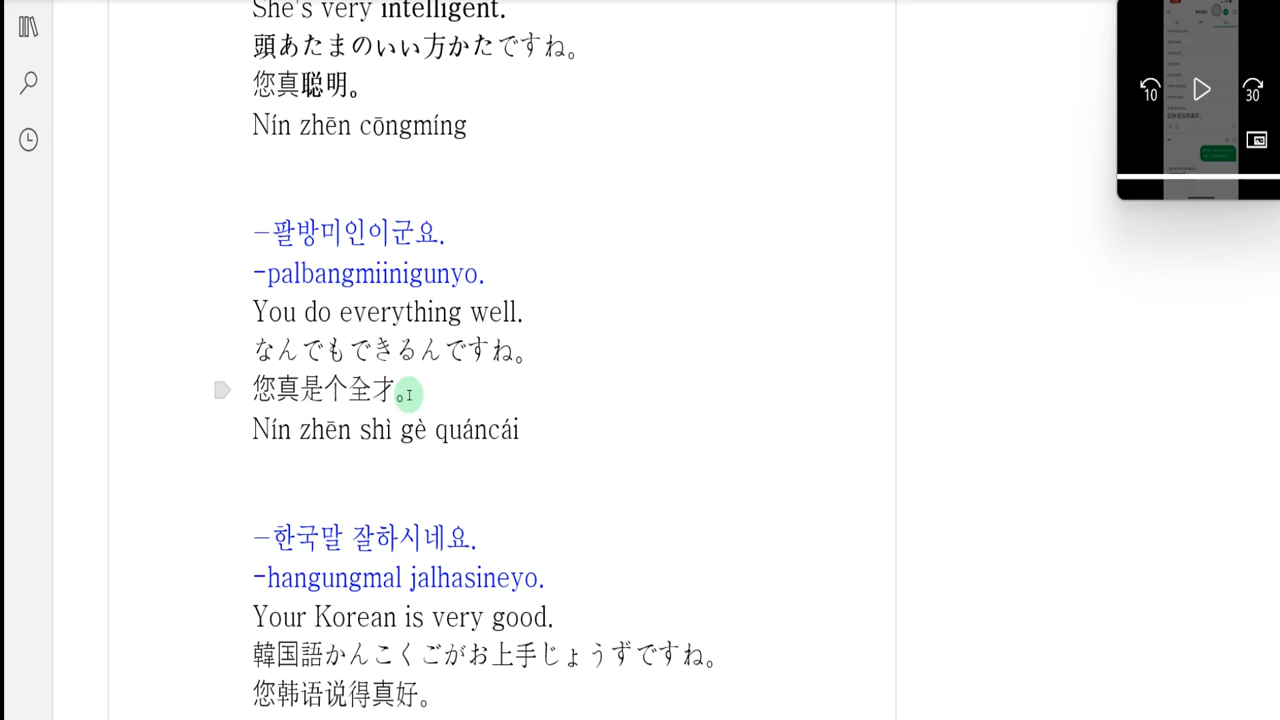 She's very intelligent.
頭あたまのいい方かたですね。
您真聪明。
Nín zhēn cōngmíng
–팔방미인이군요.
-palbangmiinigunyo.
You do everything well.
なんでもできるんですね。
您真是个全才。
Nín zhēn shì gè quáncái
–한국말 잘하시네요.
-hangungmal jalhasineyo.
Your Korean is very good.
韓国語かんこくごがお上手じょうずですね。
您韩语说得真好。
10
30